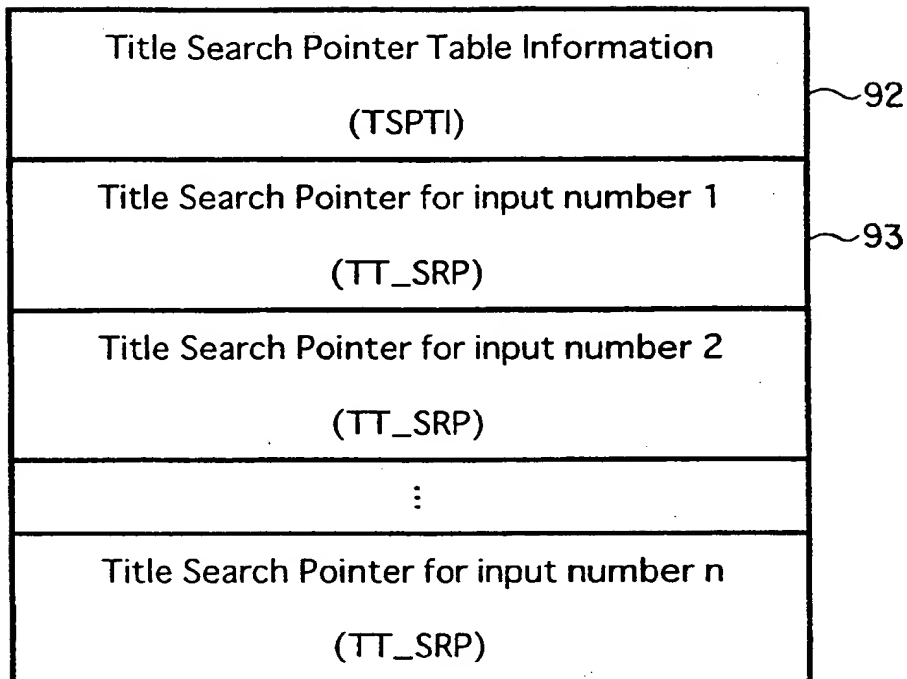 Title Search Pointer Table Information
(TSPTI)
92
Title Search Pointer for input number 1
(TT_SRP)
93
Title Search Pointer for input number 2
(TT_SRP)
⋮
Title Search Pointer for input number n
(TT_SRP)